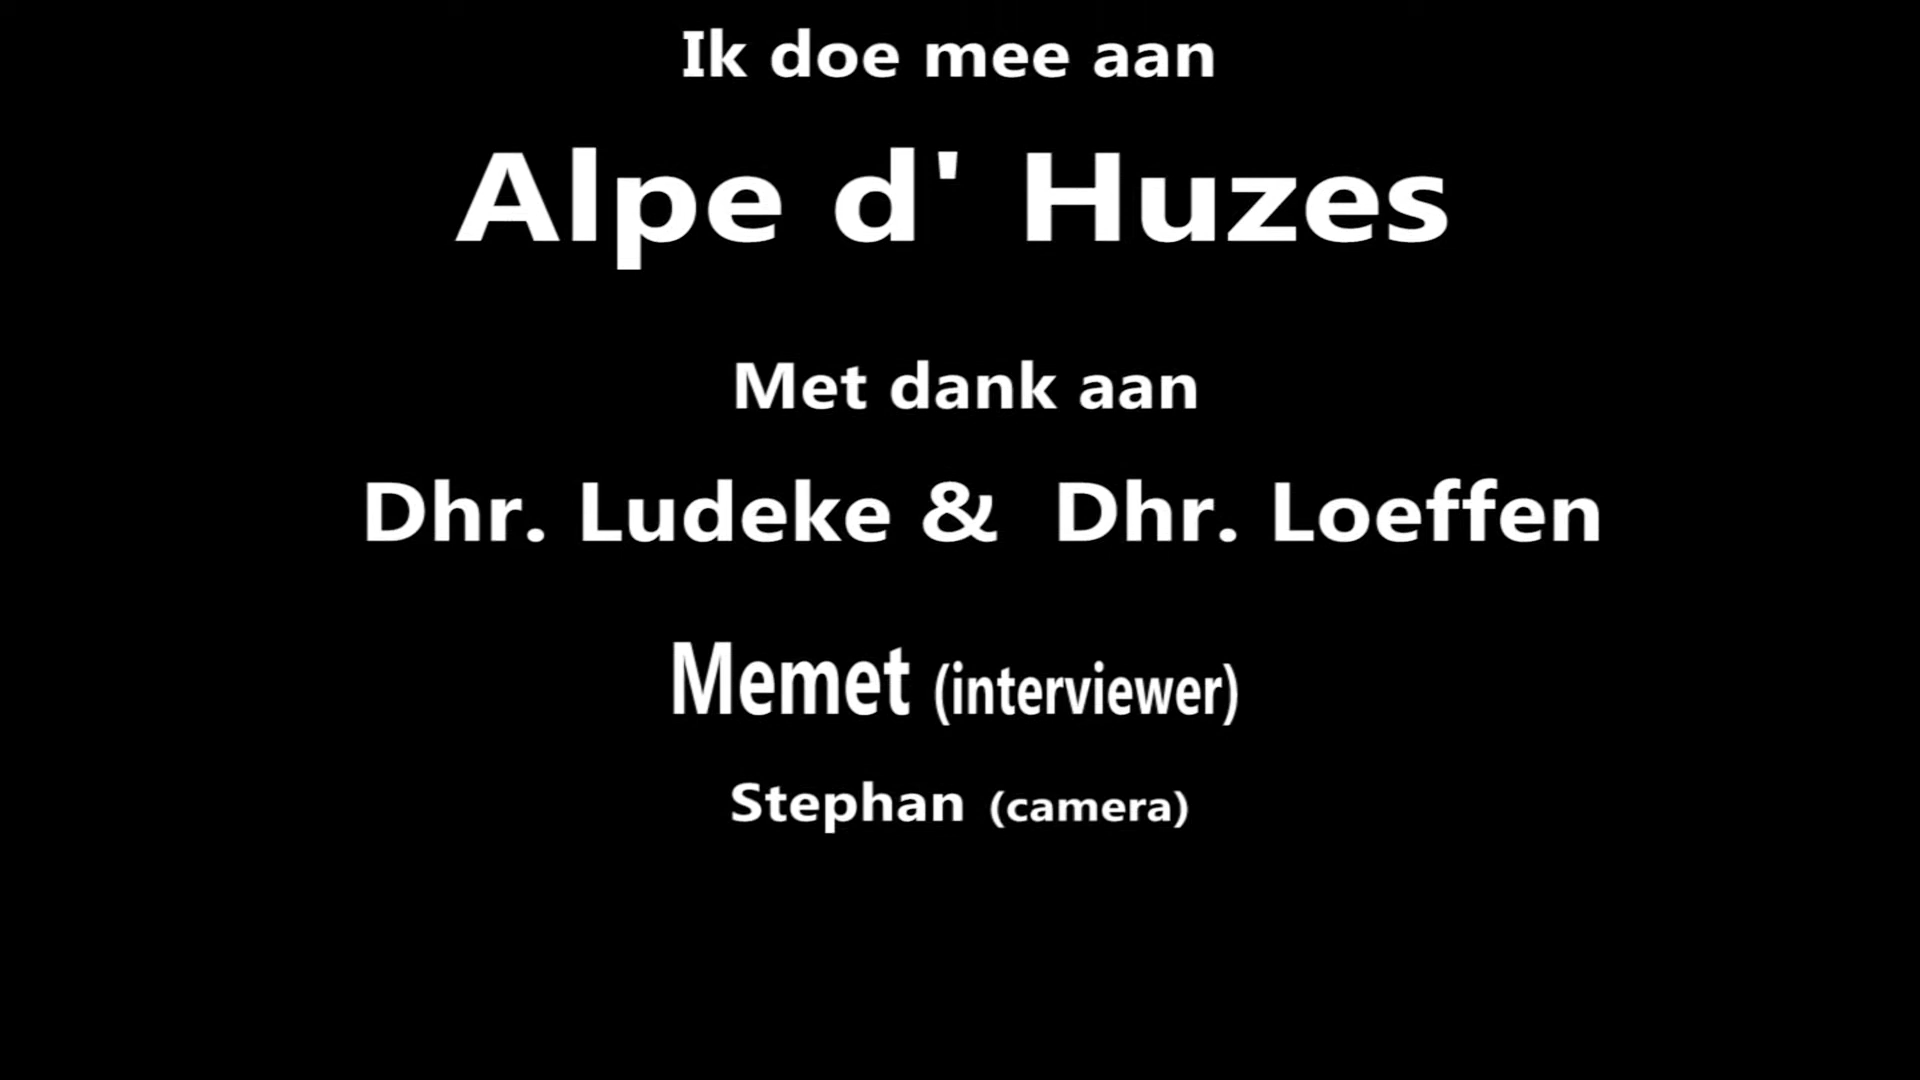 Ik doe mee aan
Alpe d' Huzes
Met dank aan
Dhr. Ludeke & Dhr. Loeffen
Memet (interviewer)
Stephan (camera)